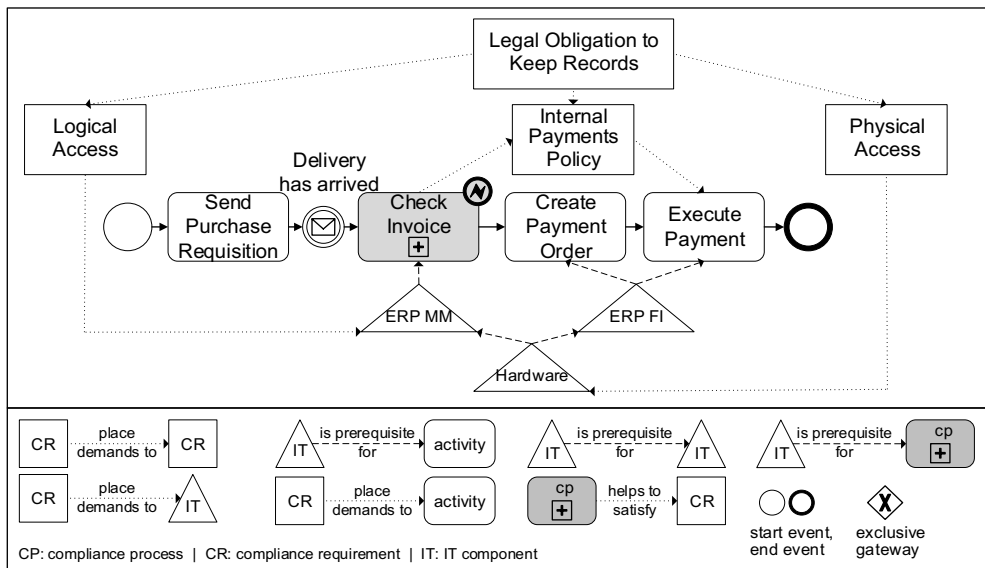 Legal Obligation to
Keep Records
Logical
Access
Internal
Payments
Policy
Physical
Access
Delivery
has arrived
Send
Purchase
Requisition
Check
Invoice
Create
Payment
Order
Execute
Payment
ERP MM
ERP FI
Hardware
CR
place
demands to
CR
IT
is prerequisite
for
activity
IT
is prerequisite
for
IT
IT
is prerequisite
for
cp
CR
place
demands to
IT
CR
place
demands to
activity
cp
helps to
satisfy
CR
start event,
end event
X
exclusive
gateway
CP: compliance process | CR: compliance requirement | IT: IT component